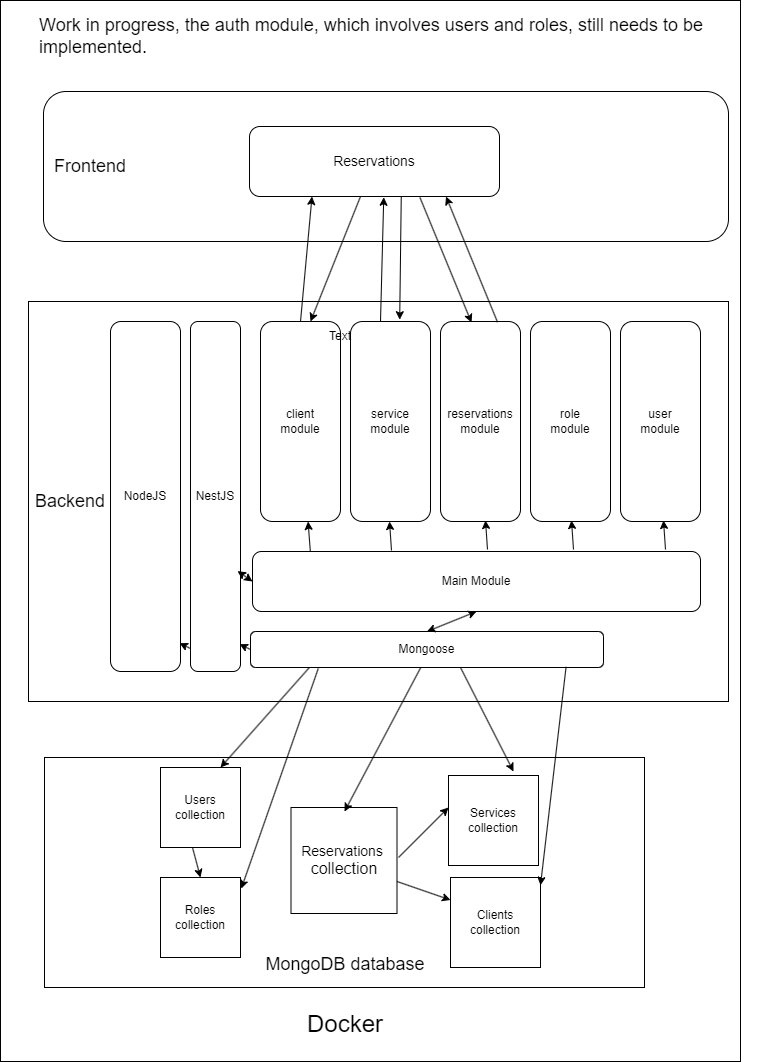 Work in progress, the auth module, which involves users and roles, still needs to be
implemented.
Frontend
Reservations
Text
client
module
service
module
reservations
module
role
module
user
module
Backend
NodeJS
NestJS
Main Module
Mongoose
Users
collection
Services
collection
Reservations
collection
Roles
collection
Clients
collection
MongoDB database
Docker